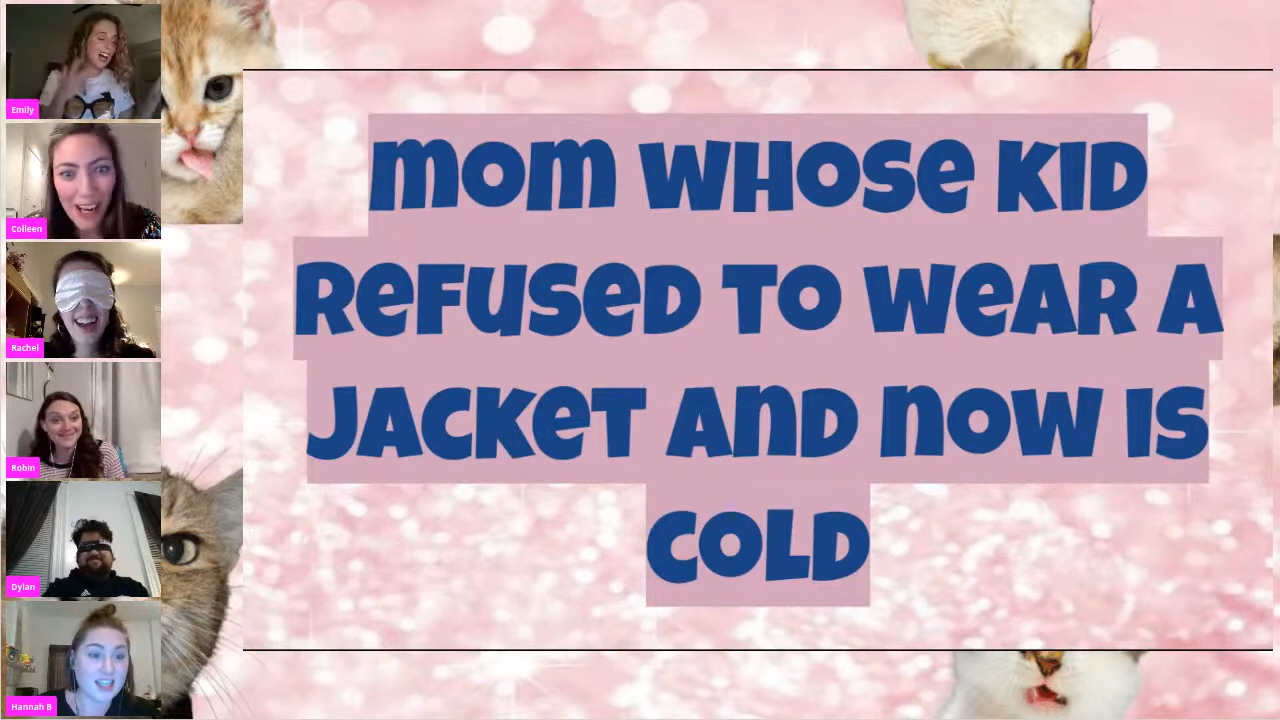 Emily
Colleen
Rachel
Robin
Dylan
Hannah B
mom whose kid
refused to wear a
jacket and now is
cold